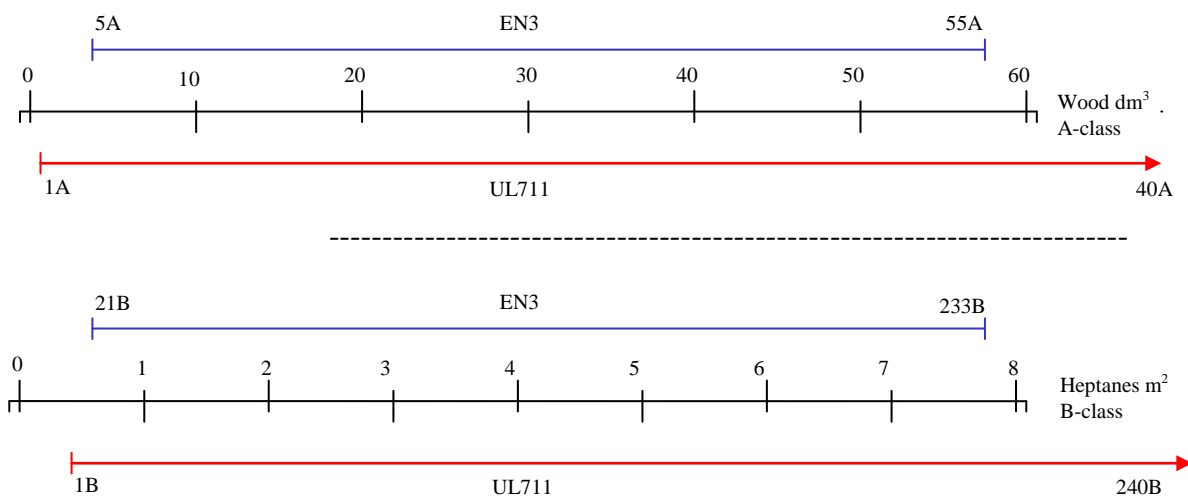 5A EN3 55A
0 10 20 30 40 50 60
Wood dm³ .
A-class
1A UL711 40A
21B EN3 233B
0 1 2 3 4 5 6 7 8
Heptanes m²
B-class
1B UL711 240B